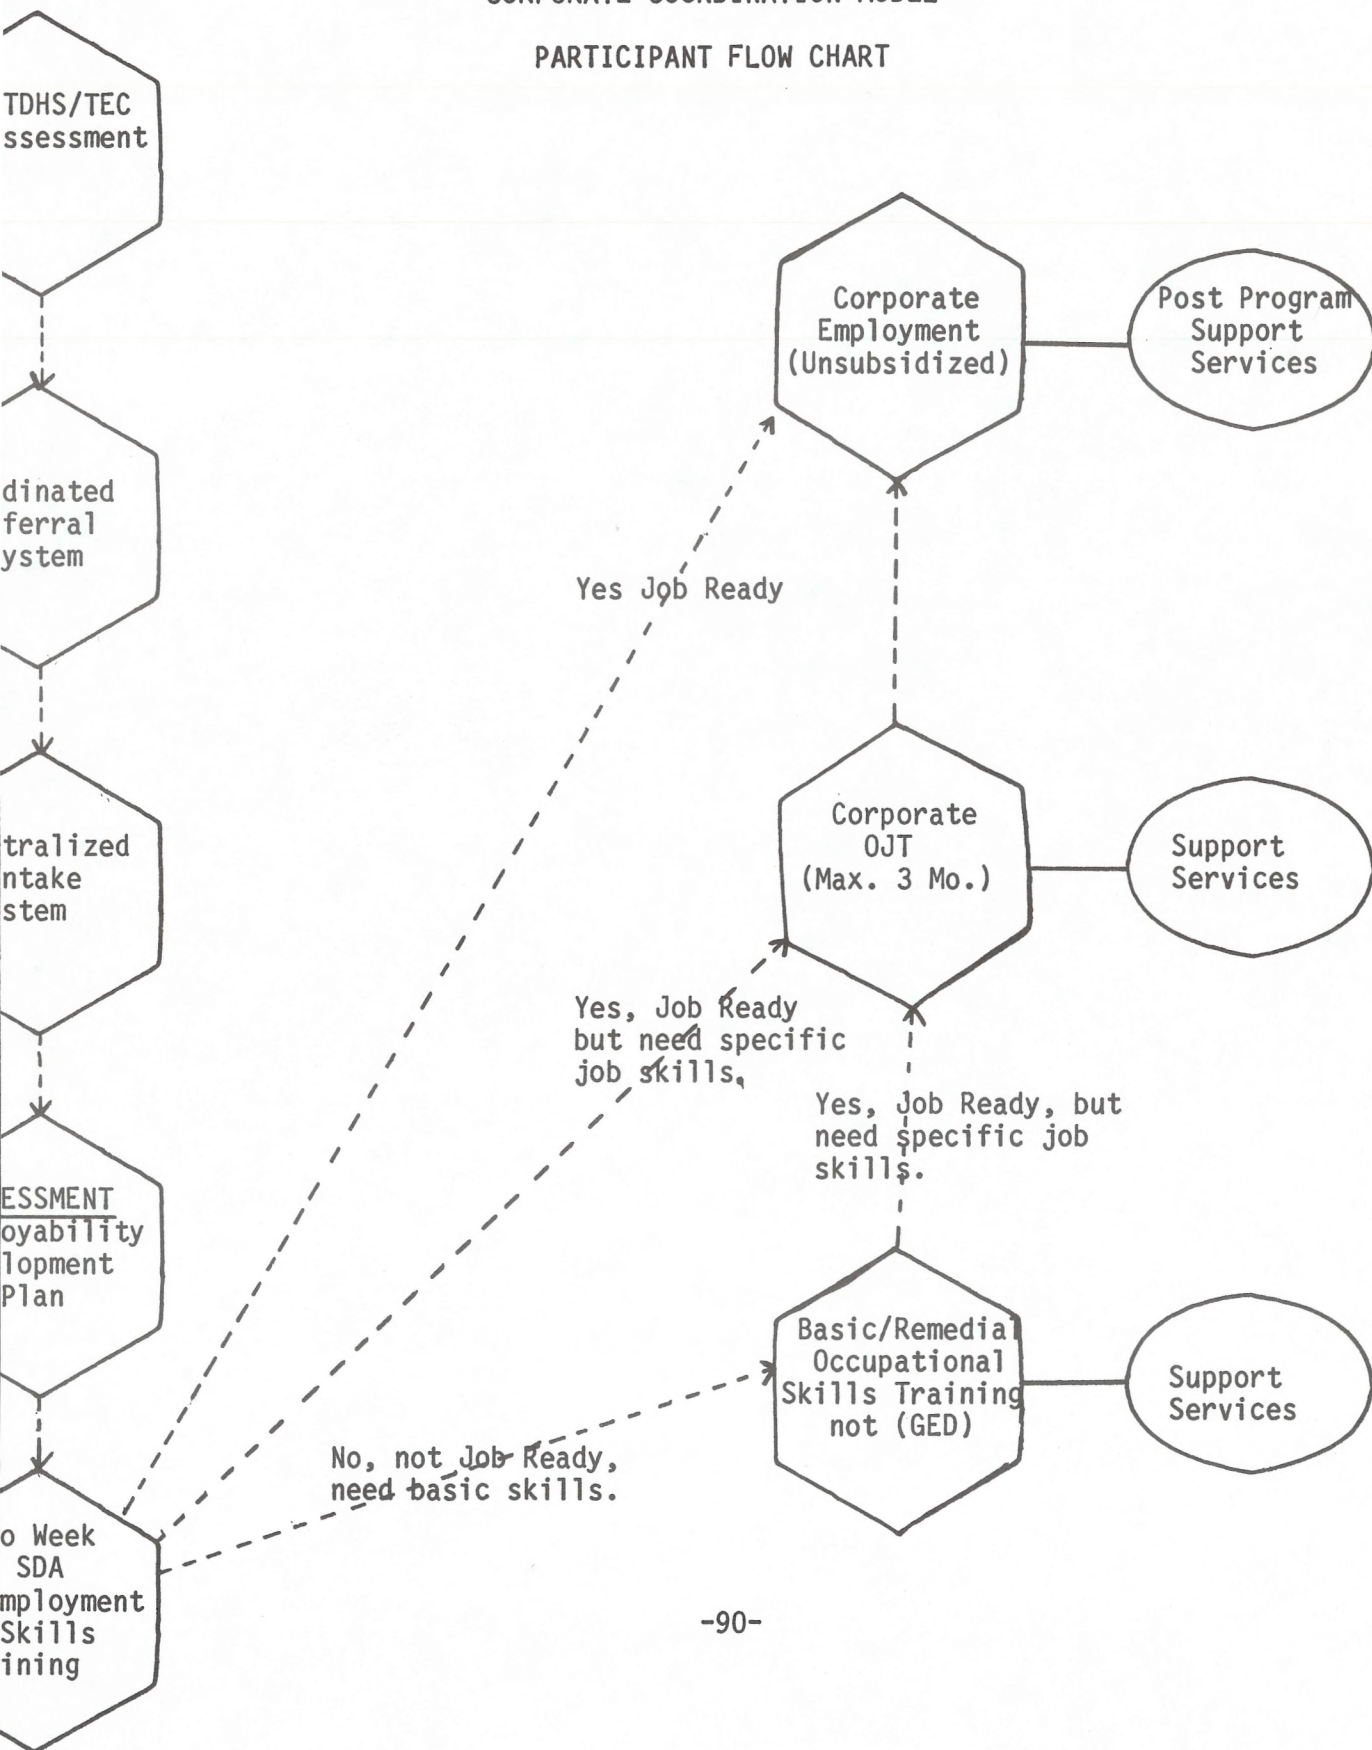 CORPORATE COORDINATION MODEL
PARTICIPANT FLOW CHART
TDHS/TEC
ssessment
dinated
ferral
ystem
tralized
ntake
stem
ESSMENT
oyability
lopment
Plan
o Week
SDA
mployment
Skills
ining
Corporate
Employment
(Unsubsidized)
Post Program
Support
Services
Yes Job Ready
Corporate
OJT
(Max. 3 Mo.)
Support
Services
Yes, Job Ready
but need specific
job skills.
Yes, Job Ready, but
need specific job
skills.
Basic/Remedial
Occupational
Skills Training
not (GED)
Support
Services
No, not Job Ready,
need basic skills.
-90-